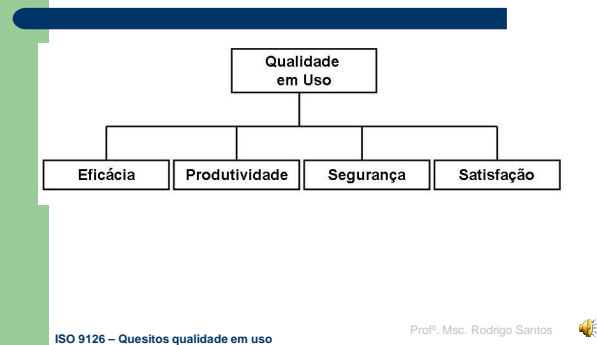 Qualidade
em Uso
Eficácia
Produtividade
Segurança
Satisfação
Profº. Msc. Rodrigo Santos
ISO 9126 – Quesitos qualidade em uso